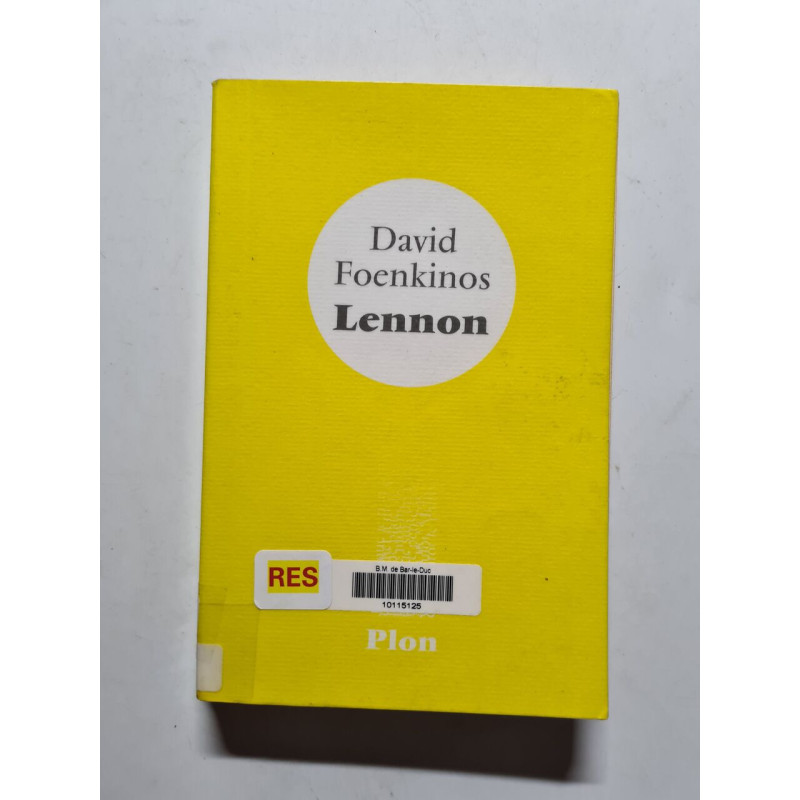 David
Foenkinos
Lennon
RES
B.M. de Bar-le-Duc
10115125
Plon